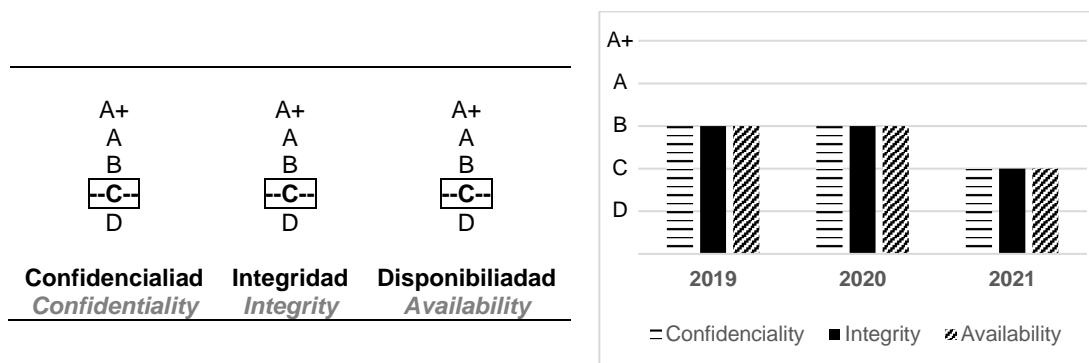 A+ A+ A+
A A A
B B B
--C-- --C-- --C--
D D D
Confidencialiad Integridad Disponibiliadad
Confidentiality Integrity Availability
A+
A
B
C
D
2019 2020 2021
Confidenciality Integrity Availability